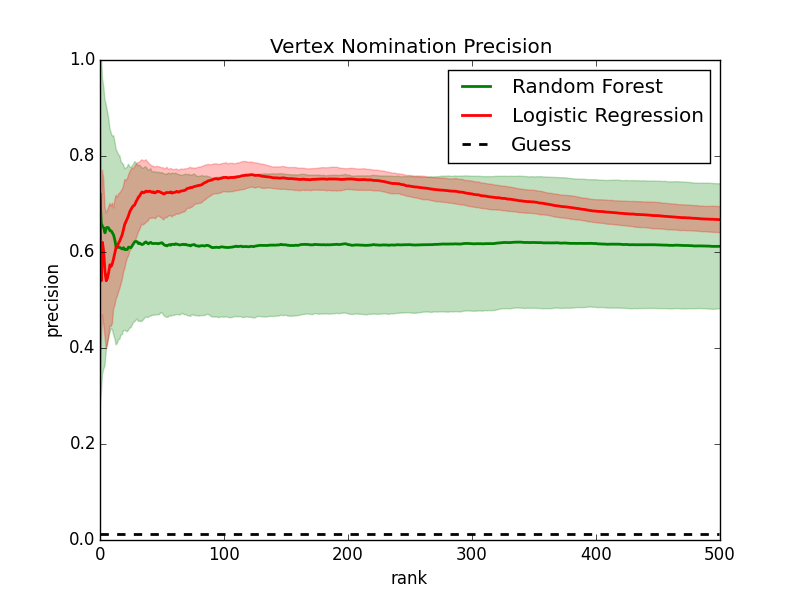 Vertex Nomination Precision
Random Forest
Logistic Regression
Guess
precision
1.0
0.8
0.6
0.4
0.2
0.0
0 100 200 300 400 500
rank